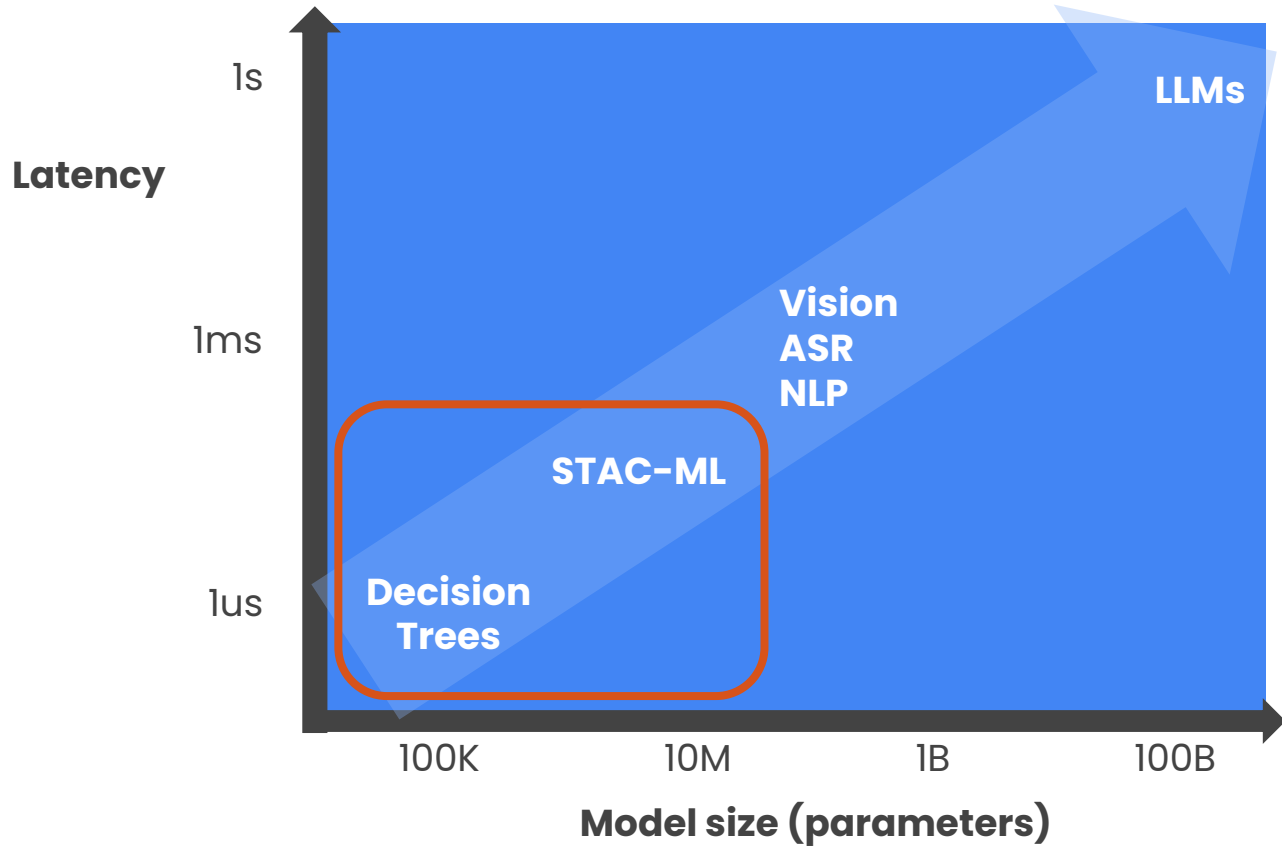 1s
LLMs
Latency
Vision
1ms
ASR
NLP
STAC-ML
Decision
1us
Trees
100K 10M 1B 100B
Model size (parameters)